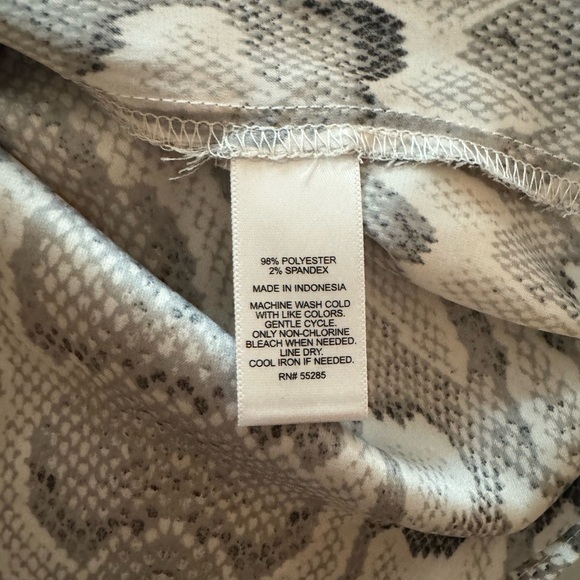 98% POLYESTER
2% SPANDEX
MADE IN INDONESIA
MACHINE WASH COLD
WITH LIKE COLORS.
GENTLE CYCLE.
ONLY NON-CHLORINE
BLEACH WHEN NEEDED.
LINE DRY.
COOL IRON IF NEEDED.
RN# 55285